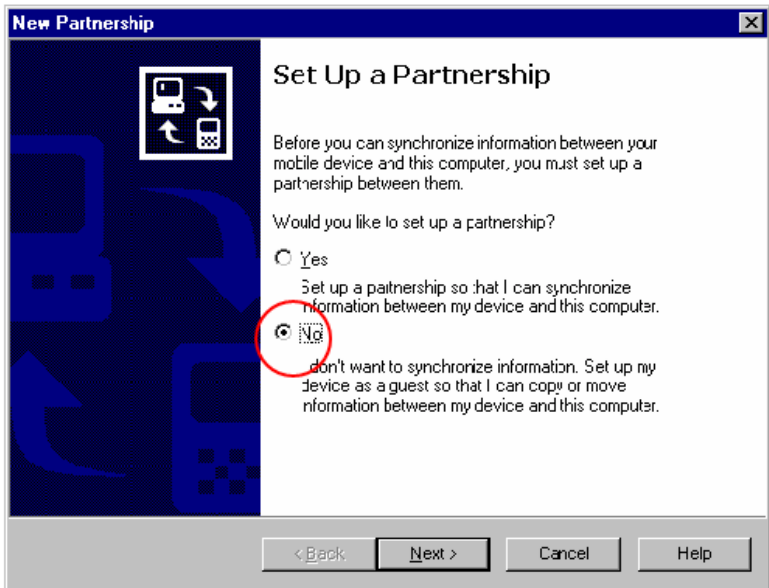 New Partnership
Set Up a Partnership
Before you can synchronize information between your
mobile device and this computer, you must set up a
partnership between them.
Would you like to set up a partnership?
Yes
Set up a partnership so that I can synchronize
information between my device and this computer.
No
I don't want to synchronize information. Set up my
device as a guest so that I can copy or move
information between my device and this computer.
< Back
Next >
Cancel
Help